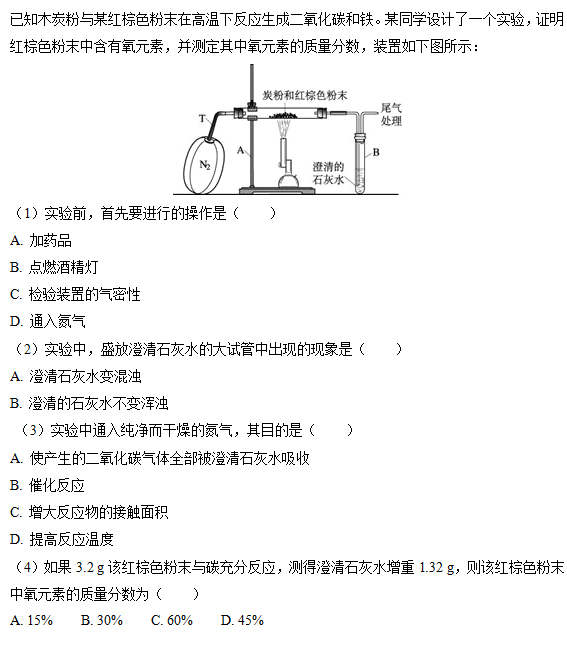 已知木炭粉与某红棕色粉末在高温下反应生成二氧化碳和铁。某同学设计了一个实验，证明
红棕色粉末中含有氧元素，并测定其中氧元素的质量分数，装置如下图所示：
炭粉和红棕色粉末
尾气
处理
T
N₂
A
B
澄清的
石灰水
（1）实验前，首先要进行的操作是（　　）
A. 加药品
B. 点燃酒精灯
C. 检验装置的气密性
D. 通入氮气
（2）实验中，盛放澄清石灰水的大试管中出现的现象是（　　）
A. 澄清石灰水变混浊
B. 澄清的石灰水不变浑浊
（3）实验中通入纯净而干燥的氮气，其目的是（　　）
A. 使产生的二氧化碳气体全部被澄清石灰水吸收
B. 催化反应
C. 增大反应物的接触面积
D. 提高反应温度
（4）如果 3.2 g 该红棕色粉末与碳充分反应，测得澄清石灰水增重 1.32 g，则该红棕色粉末
中氧元素的质量分数为（　　）
A. 15%　B. 30%　C. 60%　D. 45%